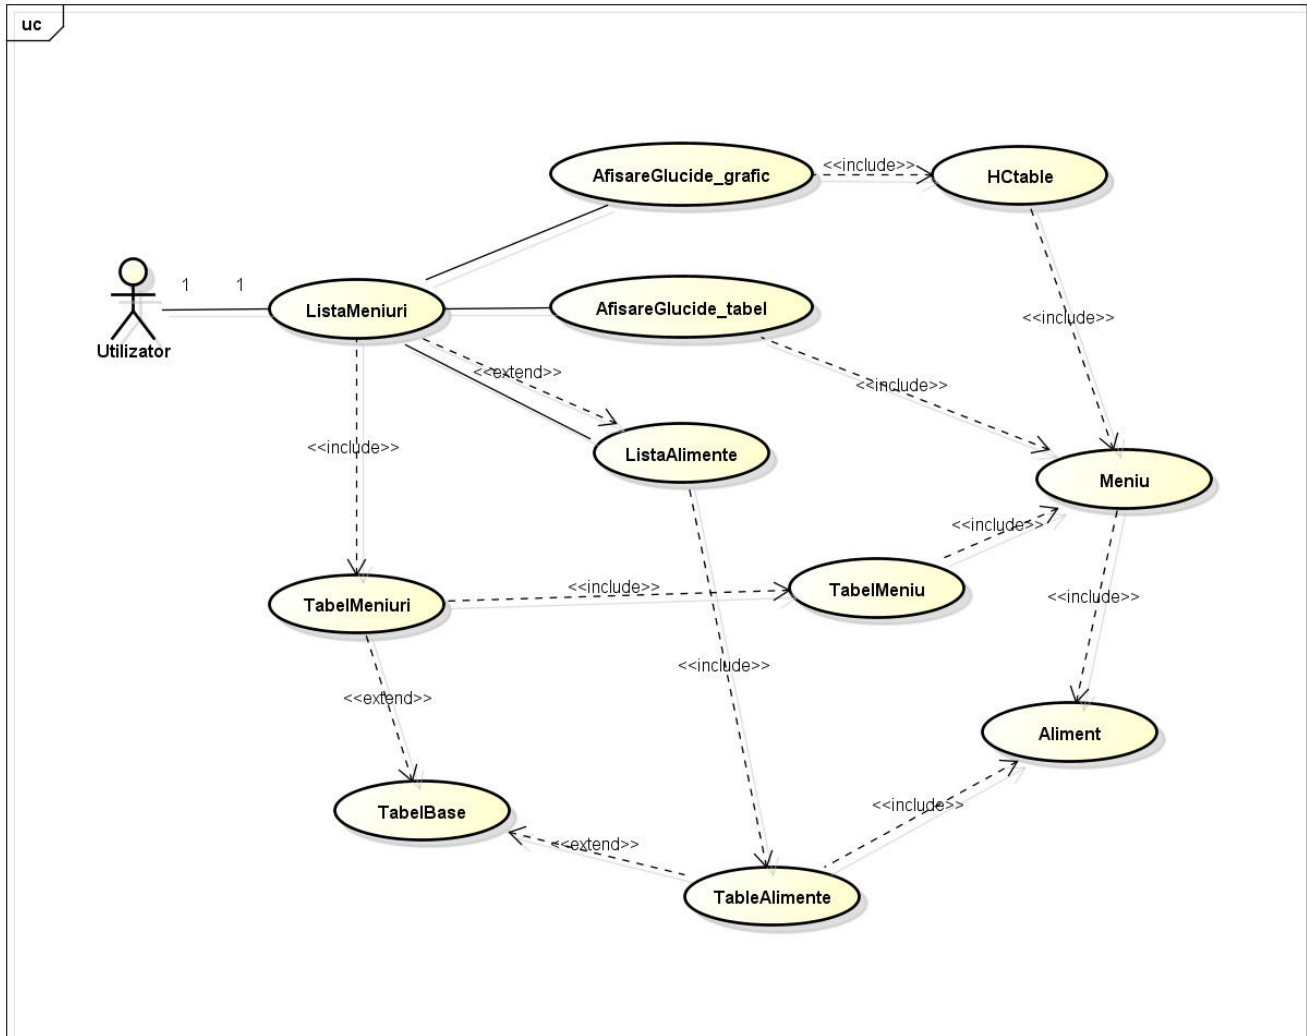 uc
AfisareGlucide_grafic
<<include>>
HCtable
1
1
Utilizator
ListaMeniuri
AfisareGlucide_tabel
<<include>>
<<extend>>
<<include>>
<<include>>
ListaAlimente
Meniu
<<include>>
TabelMeniuri
<<include>>
TabelMeniu
<<include>>
<<include>>
<<extend>>
Aliment
TabelBase
<<include>>
<<extend>>
TableAlimente